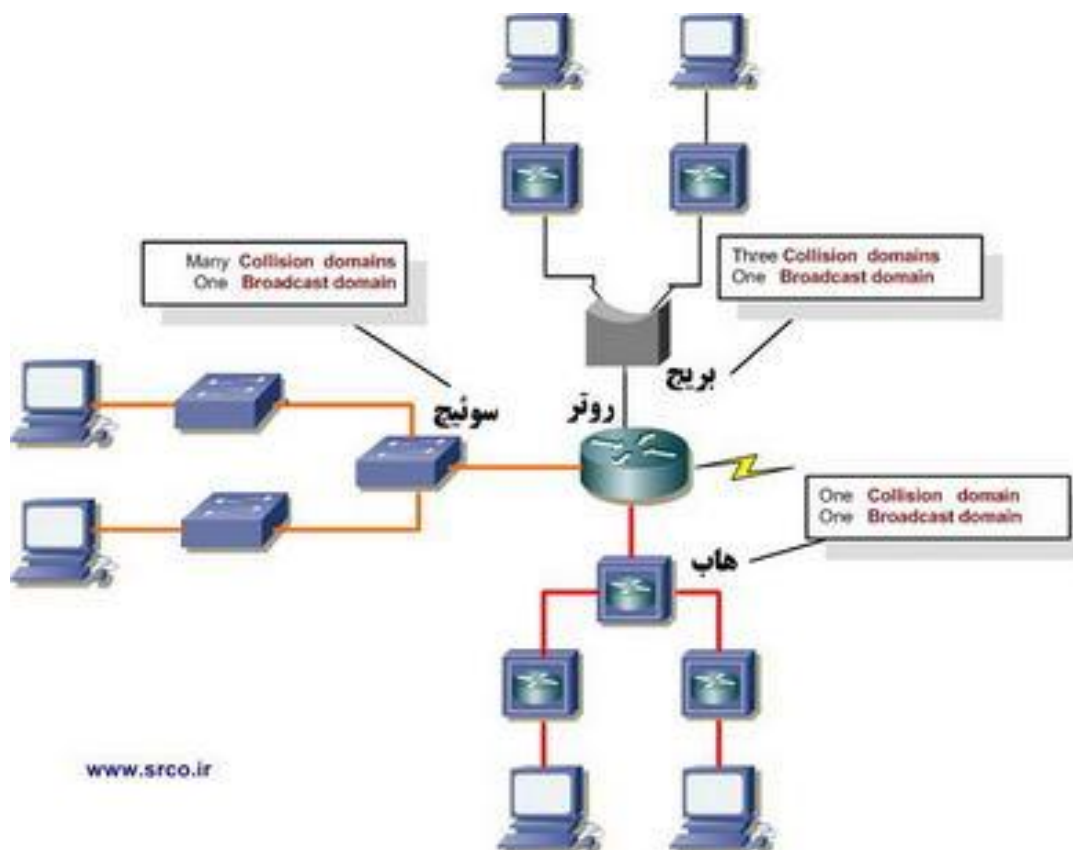 Many Collision domains
One Broadcast domain
Three Collision domains
One Broadcast domain
بریج
روتر
سوئیچ
One Collision domain
One Broadcast domain
هاب
www.srco.ir